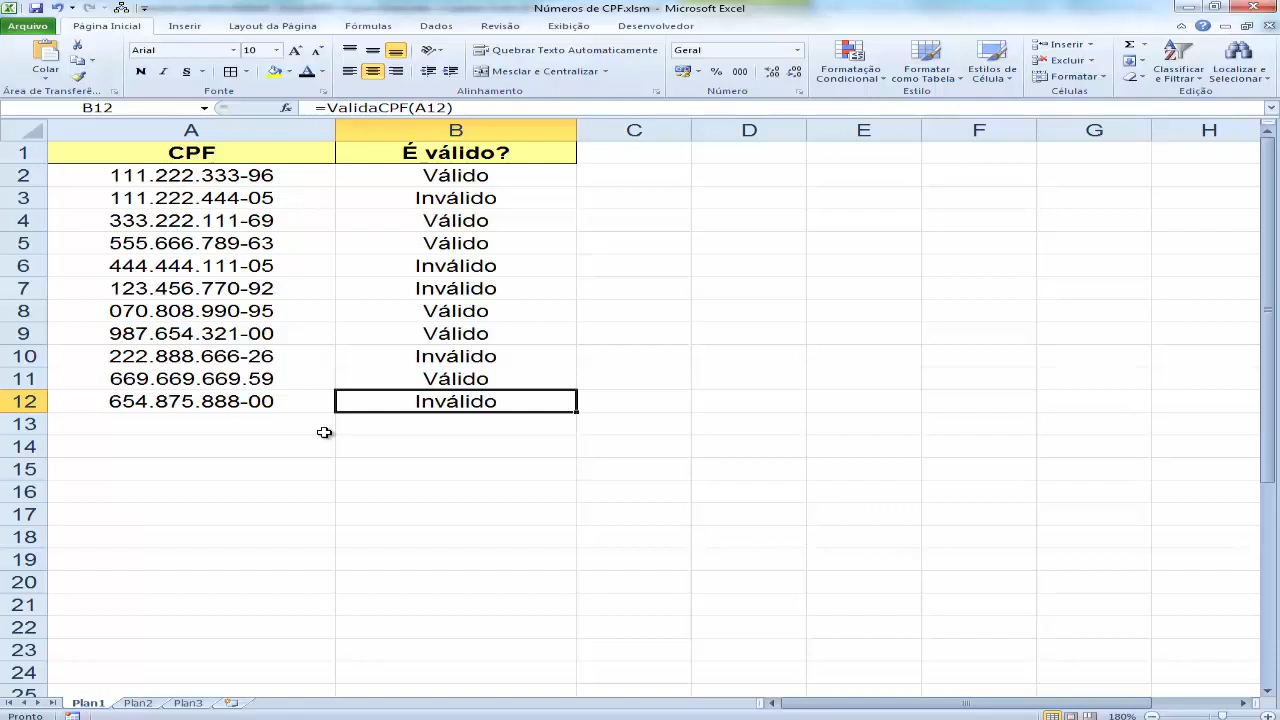 Números de CPF.xlsm - Microsoft Excel
Arquivo Página Inicial Inserir Layout da Página Fórmulas Dados Revisão Exibição Desenvolvedor
Colar
Arial 10
N I S A
Quebrar Texto Automaticamente
Mesclar e Centralizar
Geral
% 000
Formatação Condicional
Formatar como Tabela
Estilos de Célula
Inserir
Excluir
Formatar
Σ
Classificar e Filtrar
Localizar e Selecionar
Área de Transferê... Fonte Alinhamento Número Estilo Células Edição
B12 fx =ValidaCPF(A12)
A B C D E F G H
1 CPF É válido?
2 111.222.333-96 Válido
3 111.222.444-05 Inválido
4 333.222.111-69 Válido
5 555.666.789-63 Válido
6 444.444.111-05 Inválido
7 123.456.770-92 Inválido
8 070.808.990-95 Válido
9 987.654.321-00 Válido
10 222.888.666-26 Inválido
11 669.669.669.59 Válido
12 654.875.888-00 Inválido
13
14
15
16
17
18
19
20
21
22
23
24
25
Plan1 Plan2 Plan3
Pronto 180%